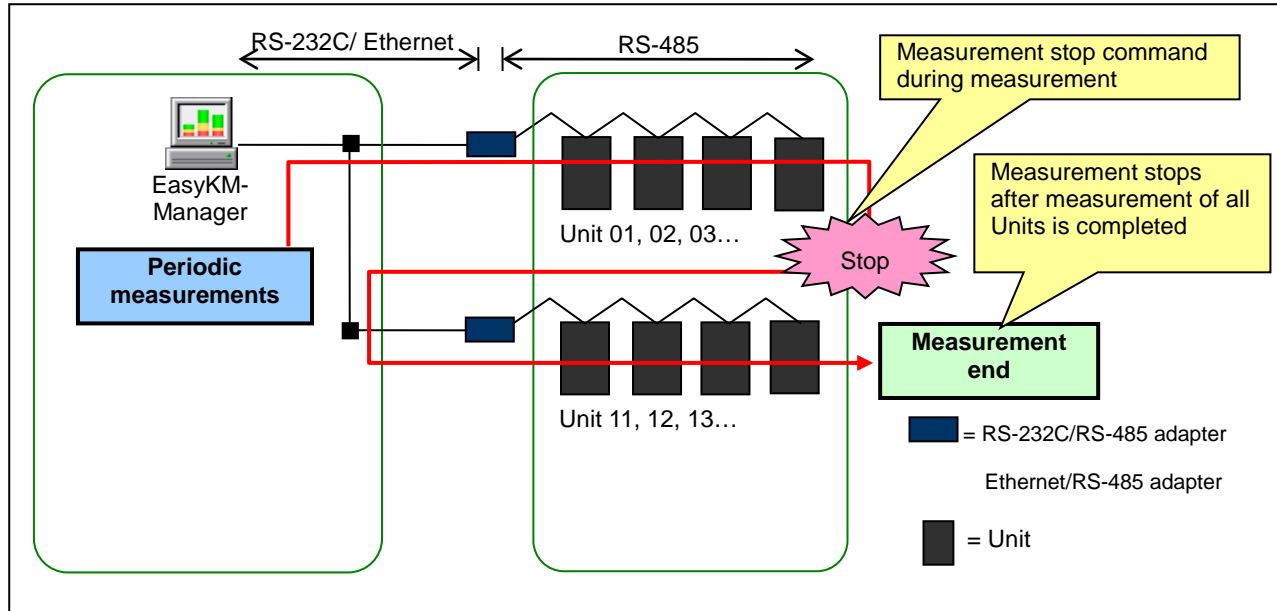 RS-232C/ Ethernet
RS-485
Measurement stop command
during measurement
EasyKM-
Manager
Measurement stops
after measurement of all
Units is completed
Unit 01, 02, 03…
Periodic
measurements
Stop
Measurement
end
Unit 11, 12, 13…
= RS-232C/RS-485 adapter
Ethernet/RS-485 adapter
= Unit